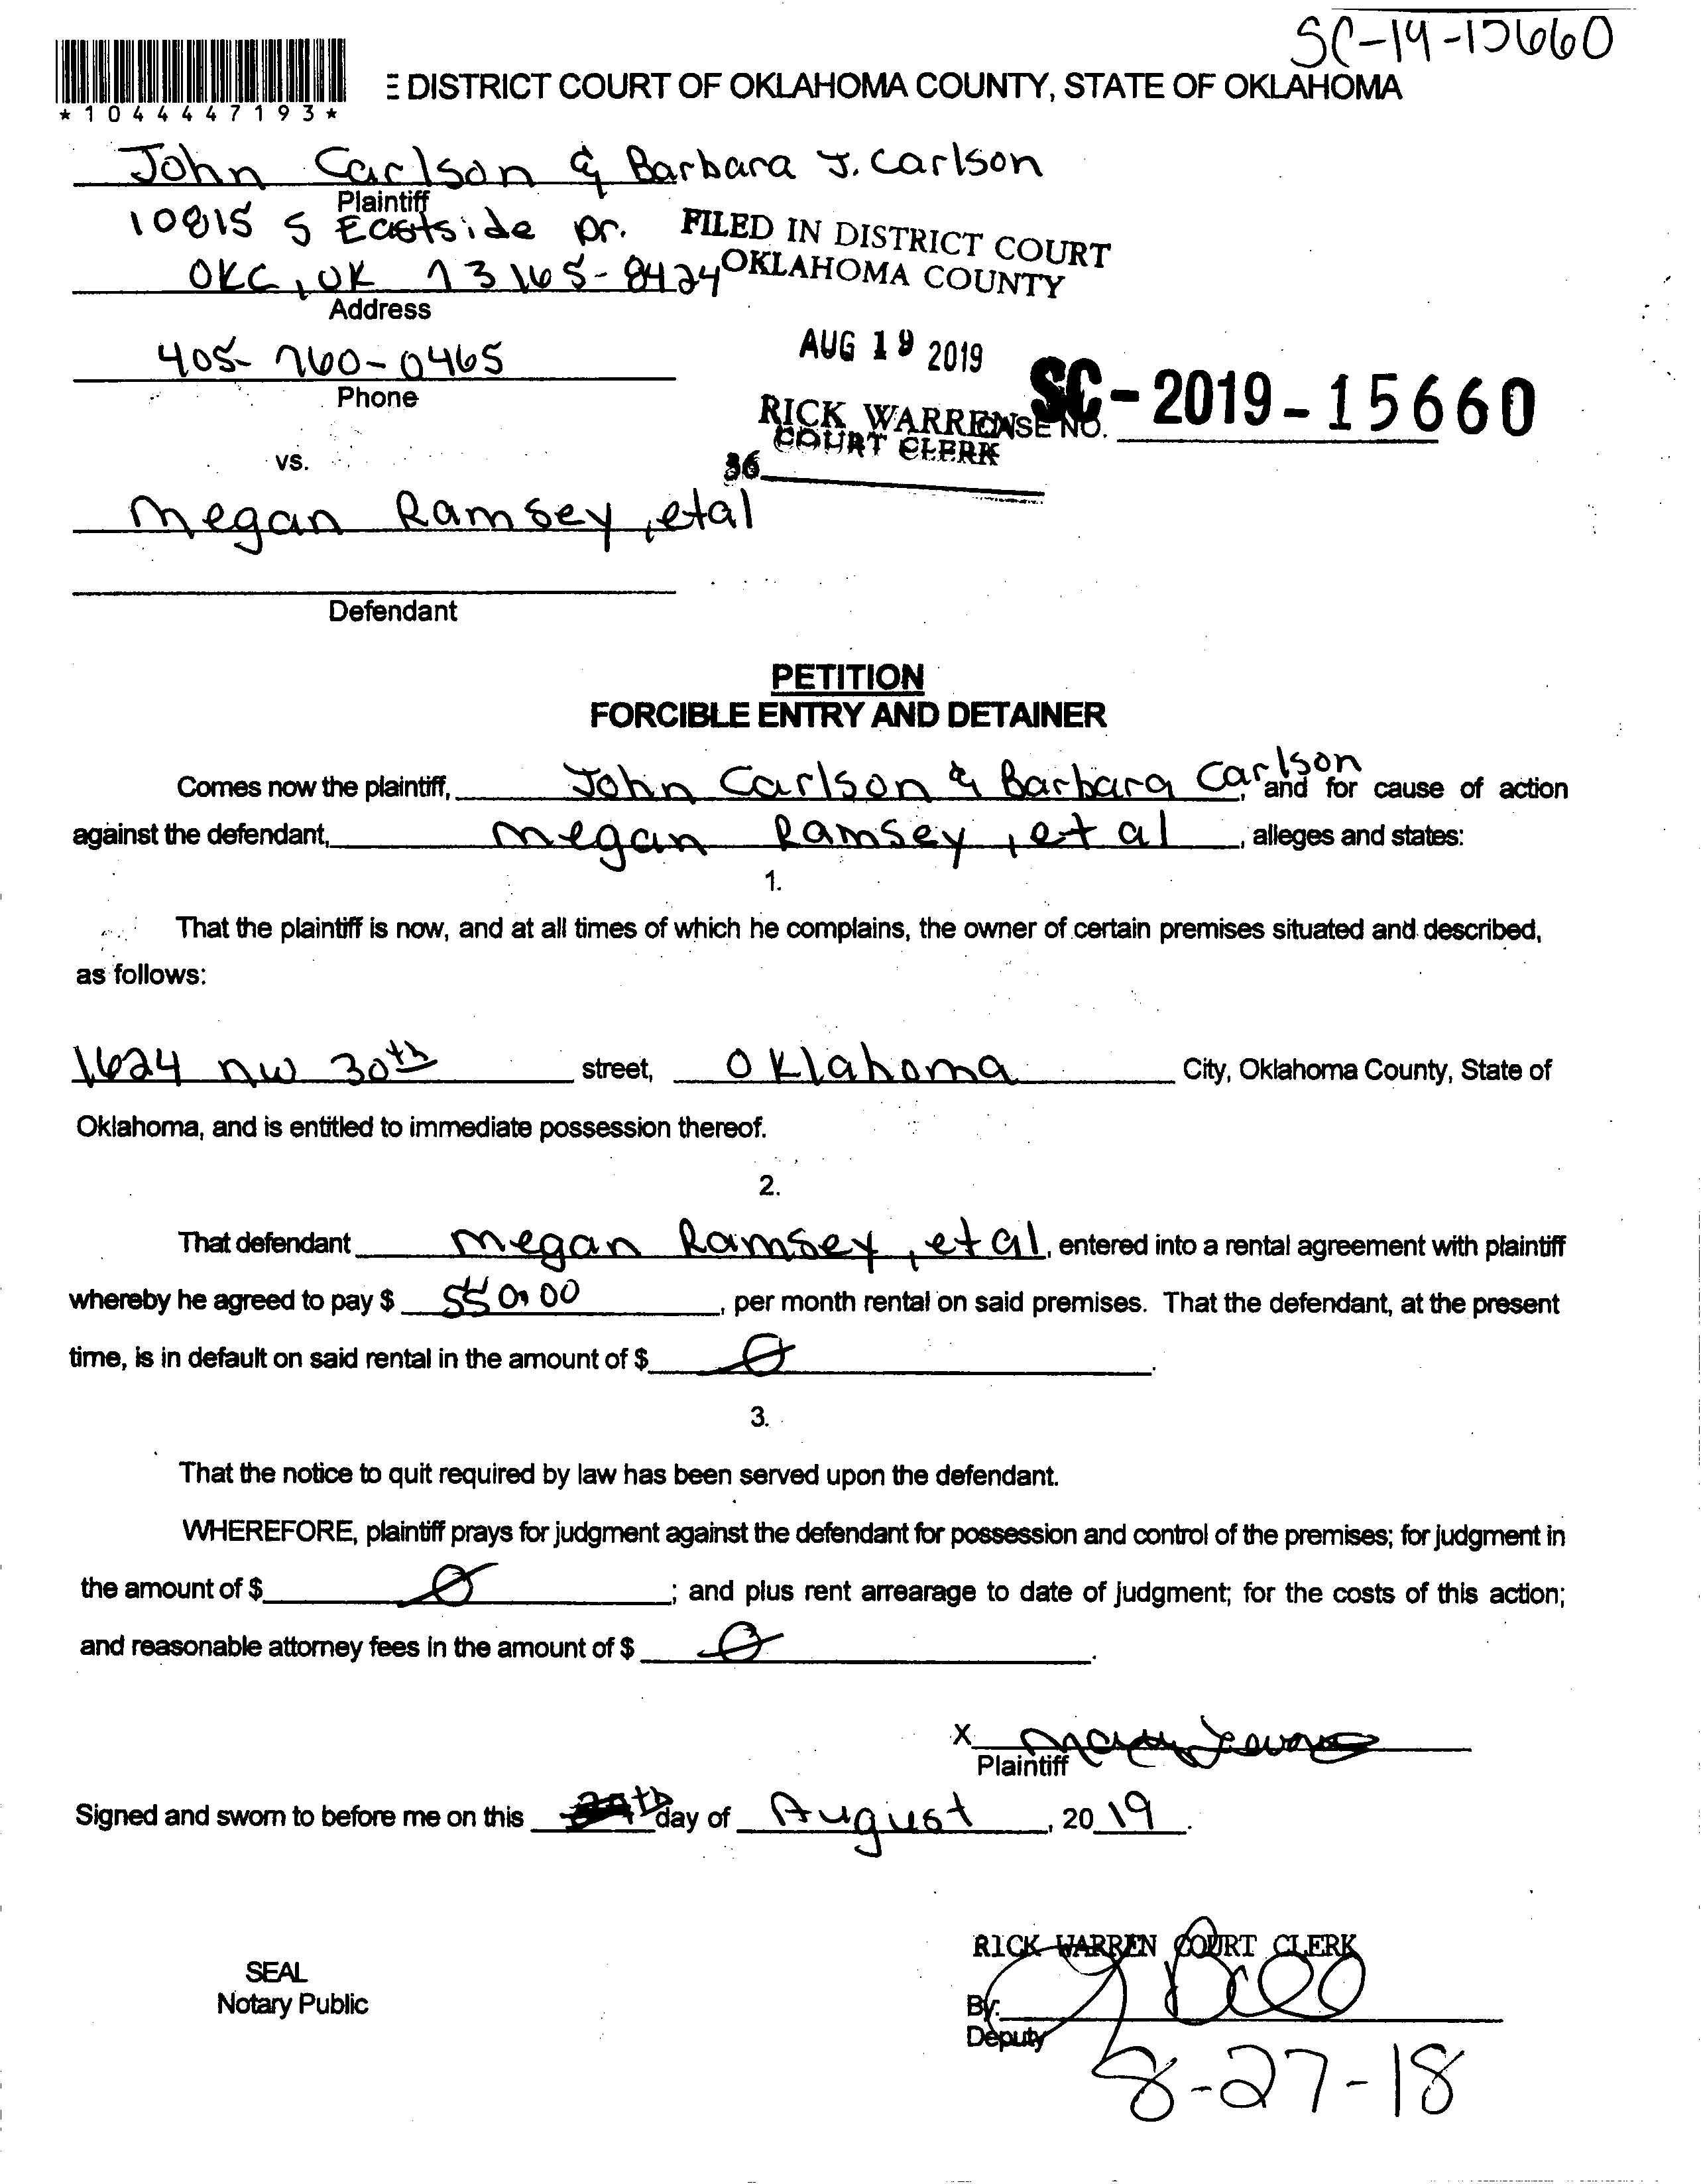 SC-19-15660
E DISTRICT COURT OF OKLAHOMA COUNTY, STATE OF OKLAHOMA
*1044447193*
John Carlson & Barbara J. Carlson
Plaintiff
10815 S Eastside Dr.
FILED IN DISTRICT COURT
OKC, OK 73165-8424
OKLAHOMA COUNTY
Address
AUG 19 2019
405-760-0465
Phone
SC-2019-15660
RICK WARREN
CASE NO.
COURT CLERK
vs.
36
Megan Ramsey, etal
Defendant
PETITION
FORCIBLE ENTRY AND DETAINER
Comes now the plaintiff, John Carlson & Barbara Carlson, and for cause of action
against the defendant, Megan Ramsey, et al, alleges and states:
1.
That the plaintiff is now, and at all times of which he complains, the owner of certain premises situated and described,
as follows:
1624 NW 30th street, Oklahoma City, Oklahoma County, State of
Oklahoma, and is entitled to immediate possession thereof.
2.
That defendant Megan Ramsey, et al, entered into a rental agreement with plaintiff
whereby he agreed to pay $ 550.00, per month rental on said premises. That the defendant, at the present
time, is in default on said rental in the amount of $ Ø.
3.
That the notice to quit required by law has been served upon the defendant.
WHEREFORE, plaintiff prays for judgment against the defendant for possession and control of the premises; for judgment in
the amount of $ Ø; and plus rent arrearage to date of judgment; for the costs of this action;
and reasonable attorney fees in the amount of $ Ø.
X
Plaintiff
Signed and sworn to before me on this day of August, 2019.
RICK WARREN COURT CLERK
SEAL
Notary Public
By:
Deputy
8-27-18